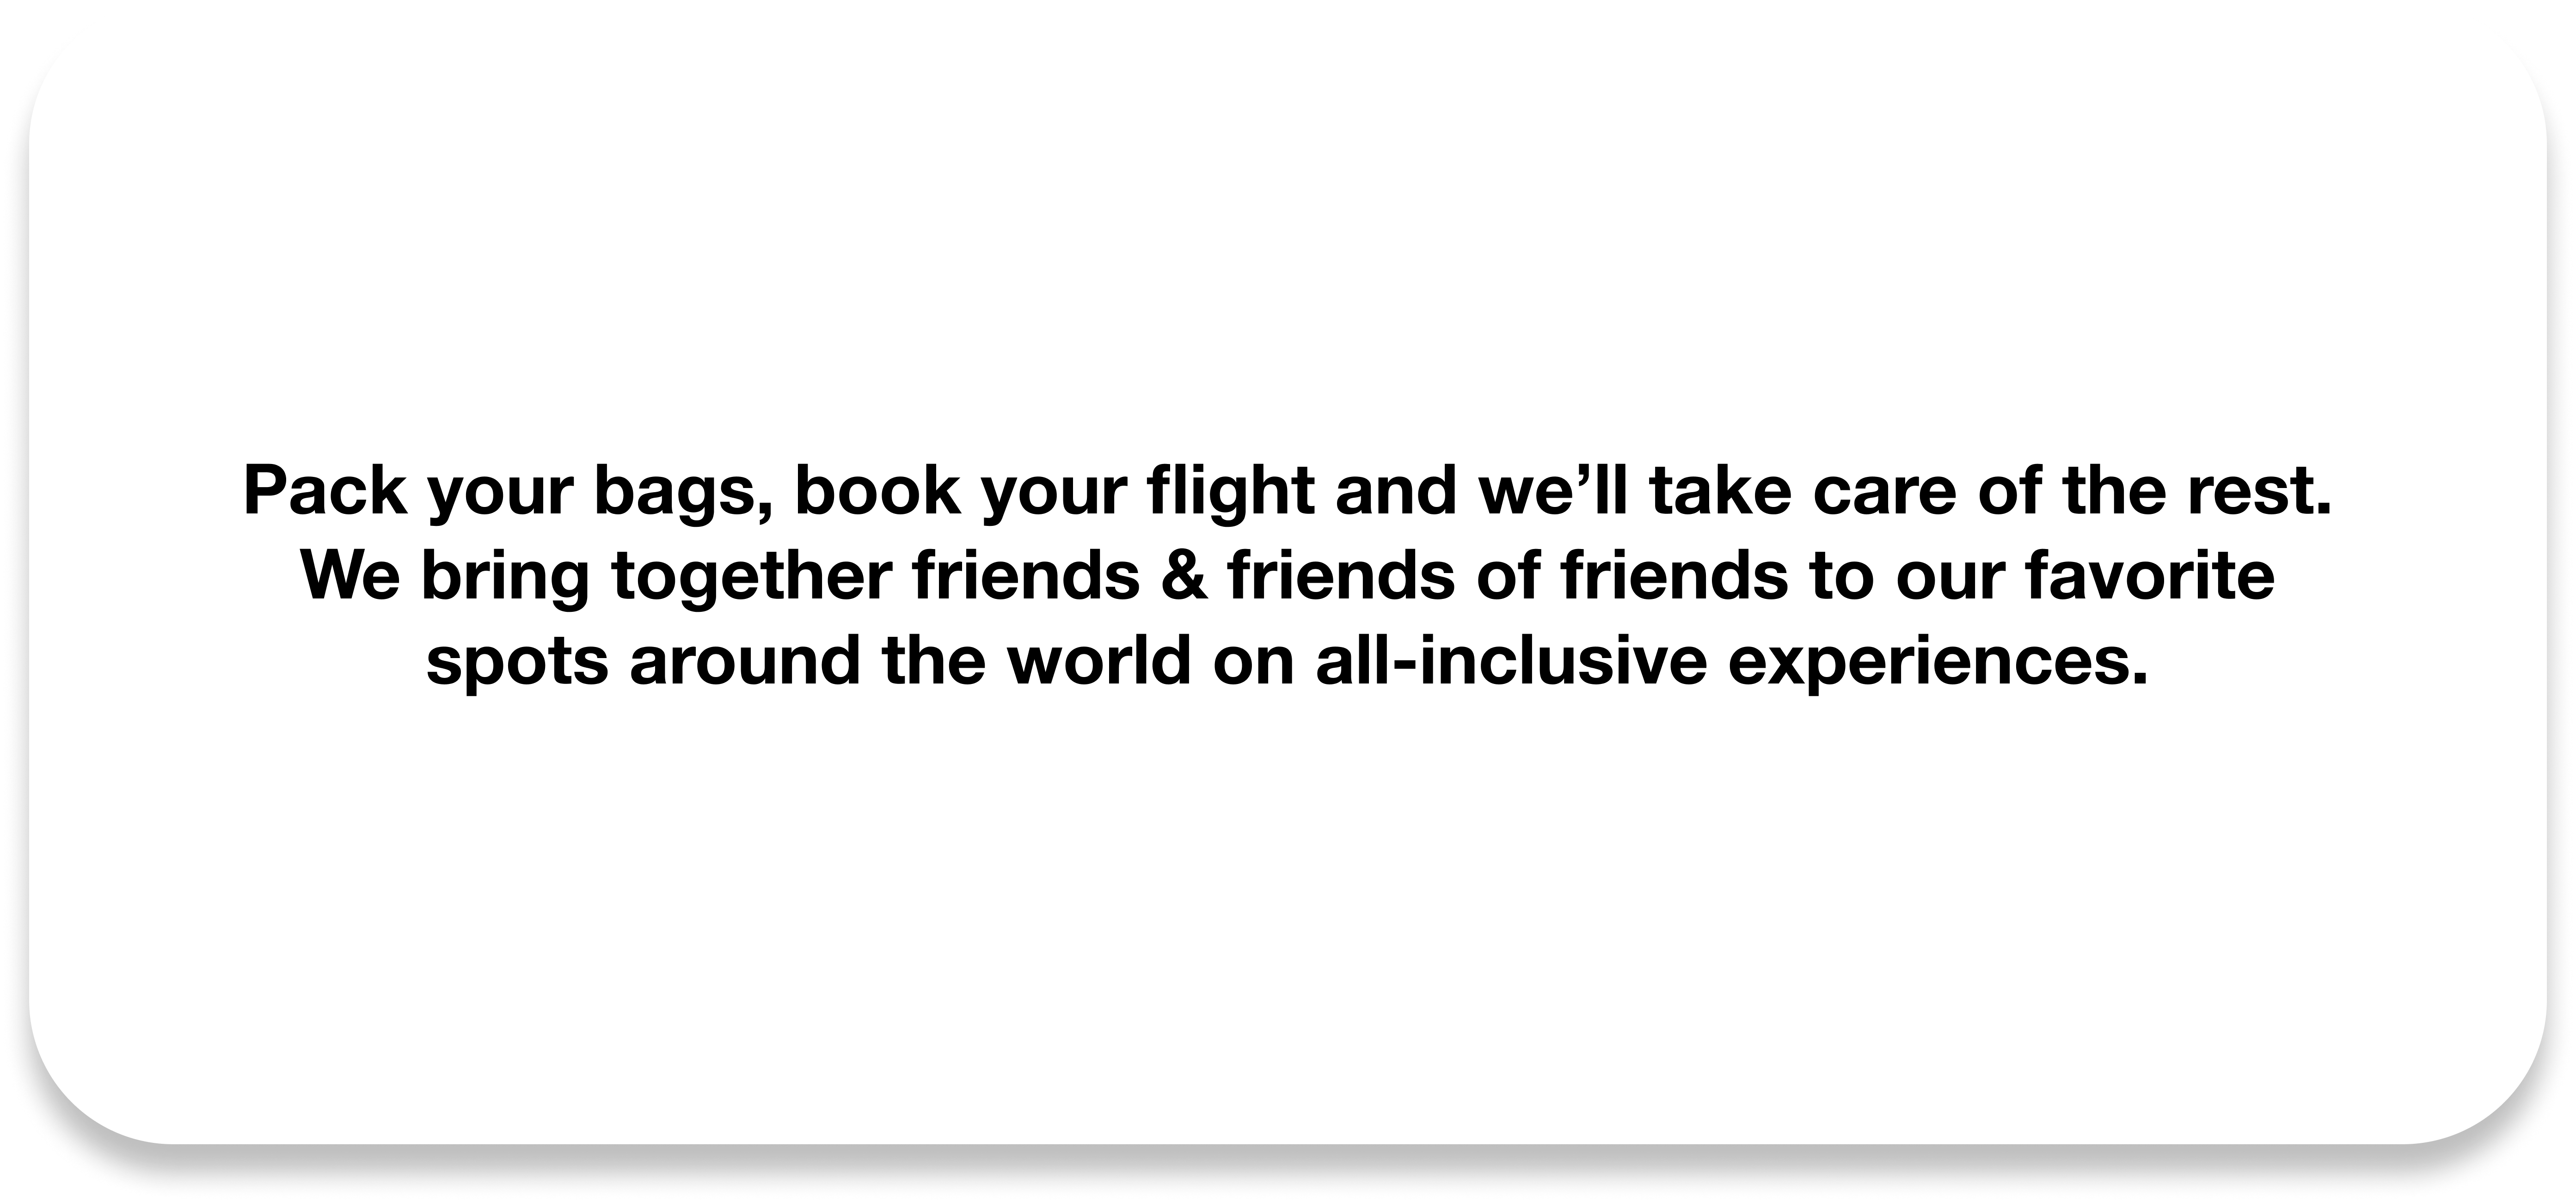 Pack your bags, book your flight and we’ll take care of the rest.
We bring together friends & friends of friends to our favorite
spots around the world on all-inclusive experiences.